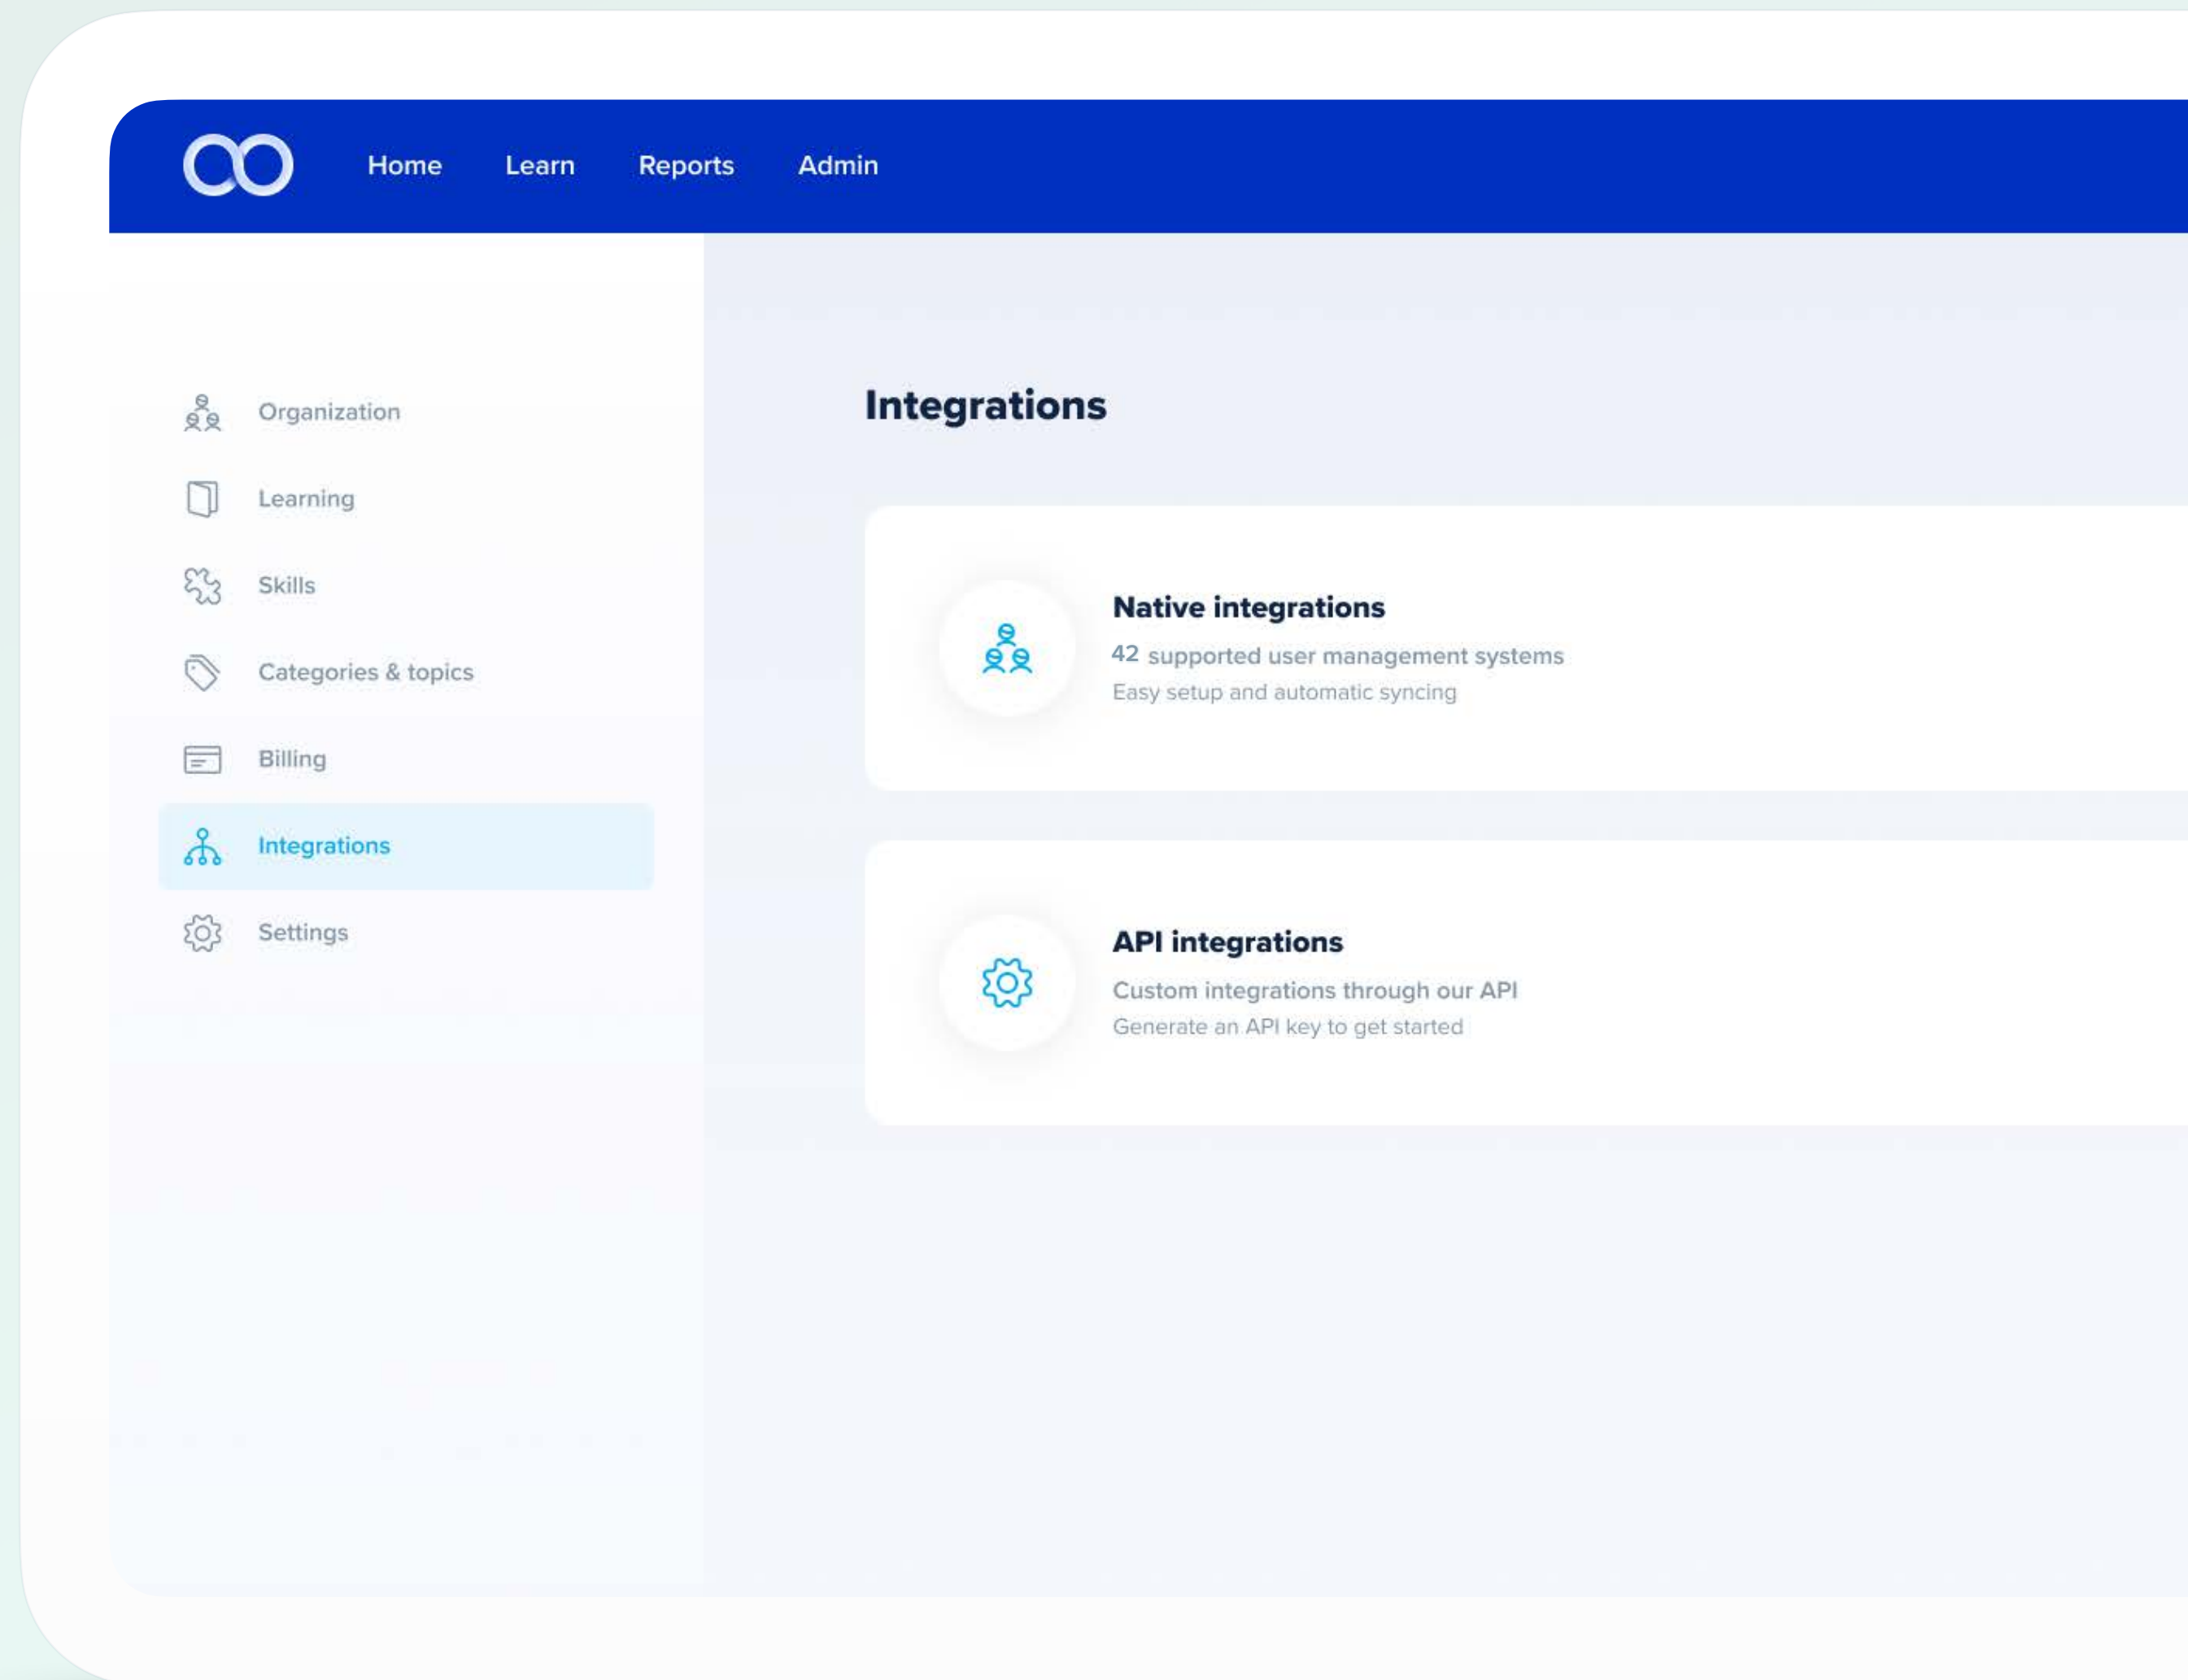 Home Learn Reports Admin
Organization
Learning
Skills
Categories & topics
Billing
Integrations
Settings
Integrations
Native integrations
42 supported user management systems
Easy setup and automatic syncing
API integrations
Custom integrations through our API
Generate an API key to get started